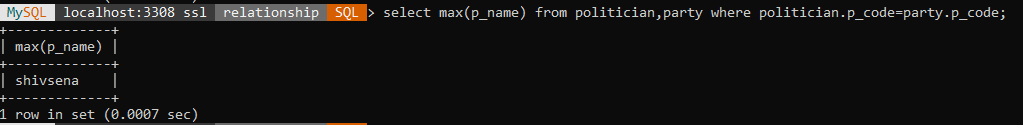 MySQL localhost:3308 ssl relationship SQL > select max(p_name) from politician,party where politician.p_code=party.p_code;
+-------------+
| max(p_name) |
+-------------+
| shivsena    |
+-------------+
1 row in set (0.0007 sec)